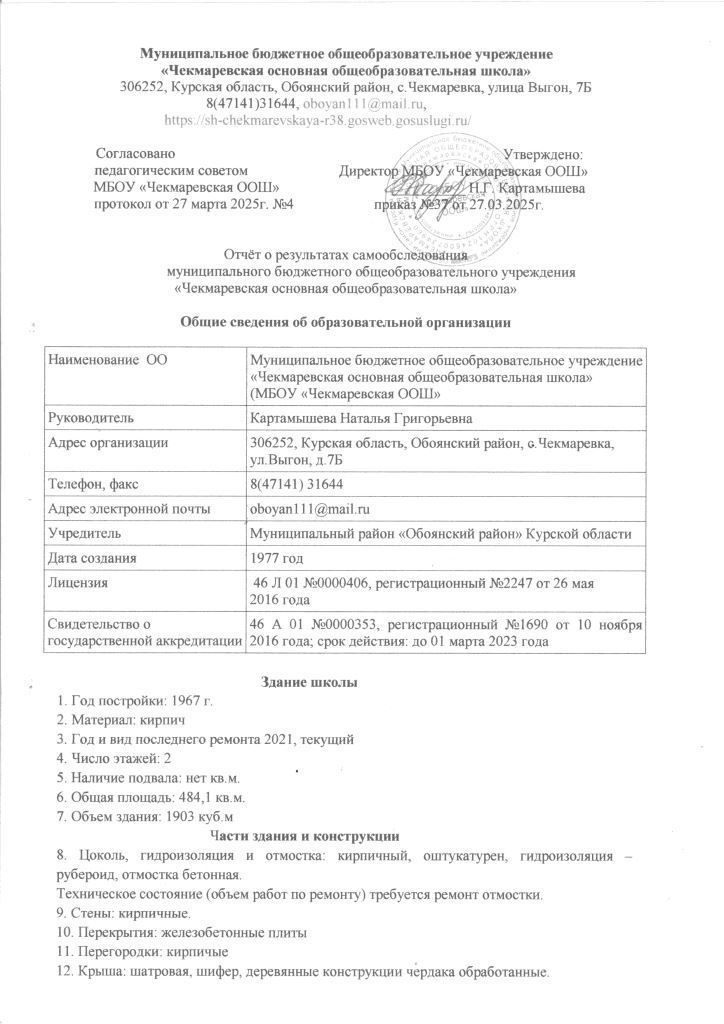 Муниципальное бюджетное общеобразовательное учреждение
«Чекмаревская основная общеобразовательная школа»
306252, Курская область, Обоянский район, с.Чекмаревка, улица Выгон, 7Б
8(47141)31644, oboyan111@mail.ru,
https://sh-chekmarevskaya-r38.gosweb.gosuslugi.ru/
Согласовано
педагогическим советом
МБОУ «Чекмаревская ООШ»
протокол от 27 марта 2025г. №4
Утверждено:
Директор МБОУ «Чекмаревская ООШ»
Н.Г. Картамышева
приказ №37 от 27.03.2025г.
Отчёт о результатах самообследования
муниципального бюджетного общеобразовательного учреждения
«Чекмаревская основная общеобразовательная школа»
Общие сведения об образовательной организации
Наименование ОО
Муниципальное бюджетное общеобразовательное учреждение
«Чекмаревская основная общеобразовательная школа»
(МБОУ «Чекмаревская ООШ»
Руководитель
Картамышева Наталья Григорьевна
Адрес организации
306252, Курская область, Обоянский район, с.Чекмаревка,
ул.Выгон, д.7Б
Телефон, факс
8(47141) 31644
Адрес электронной почты
oboyan111@mail.ru
Учредитель
Муниципальный район «Обоянский район» Курской области
Дата создания
1977 год
Лицензия
46 Л 01 №0000406, регистрационный №2247 от 26 мая
2016 года
Свидетельство о
государственной аккредитации
46 А 01 №0000353, регистрационный №1690 от 10 ноября
2016 года; срок действия: до 01 марта 2023 года
Здание школы
1. Год постройки: 1967 г.
2. Материал: кирпич
3. Год и вид последнего ремонта 2021, текущий
4. Число этажей: 2
5. Наличие подвала: нет кв.м.
6. Общая площадь: 484,1 кв.м.
7. Объем здания: 1903 куб.м
Части здания и конструкции
8. Цоколь, гидроизоляция и отмостка: кирпичный, оштукатурен, гидроизоляция –
рубероид, отмостка бетонная.
Техническое состояние (объем работ по ремонту) требуется ремонт отмостки.
9. Стены: кирпичные.
10. Перекрытия: железобетонные плиты
11. Перегородки: кирпичые
12. Крыша: шатровая, шифер, деревянные конструкции чердака обработанные.